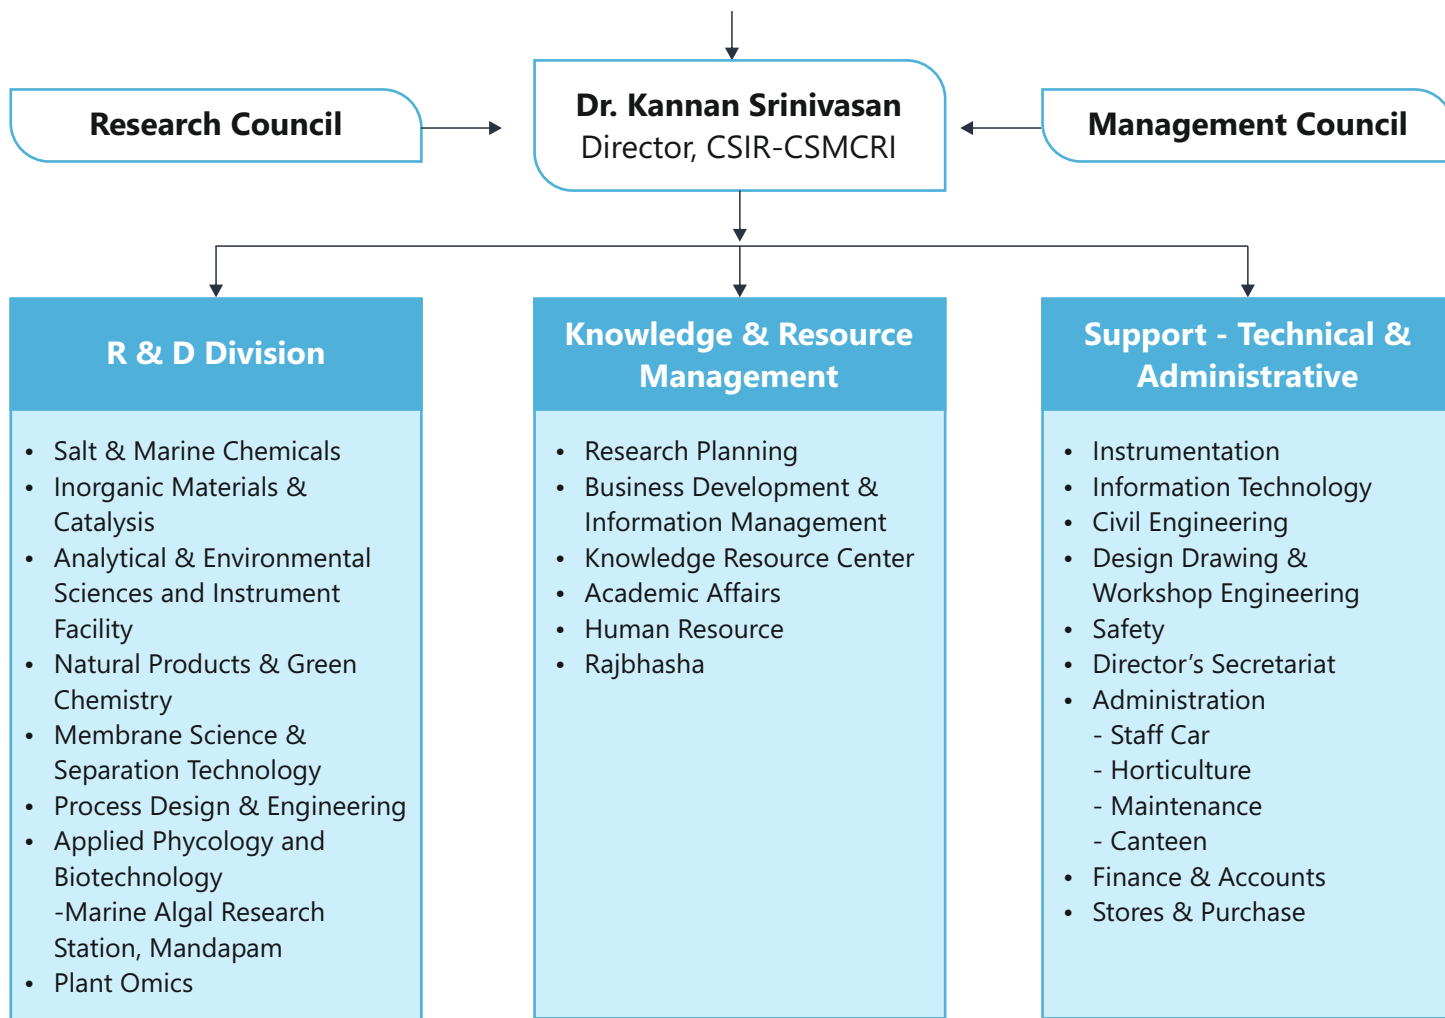 Research Council
Dr. Kannan Srinivasan
Director, CSIR-CSMCRI
Management Council
R & D Division
• Salt & Marine Chemicals
• Inorganic Materials &
Catalysis
• Analytical & Environmental
Sciences and Instrument
Facility
• Natural Products & Green
Chemistry
• Membrane Science &
Separation Technology
• Process Design & Engineering
• Applied Phycology and
Biotechnology
-Marine Algal Research
Station, Mandapam
• Plant Omics
Knowledge & Resource
Management
• Research Planning
• Business Development &
Information Management
• Knowledge Resource Center
• Academic Affairs
• Human Resource
• Rajbhasha
Support - Technical &
Administrative
• Instrumentation
• Information Technology
• Civil Engineering
• Design Drawing &
Workshop Engineering
• Safety
• Director’s Secretariat
• Administration
- Staff Car
- Horticulture
- Maintenance
- Canteen
• Finance & Accounts
• Stores & Purchase